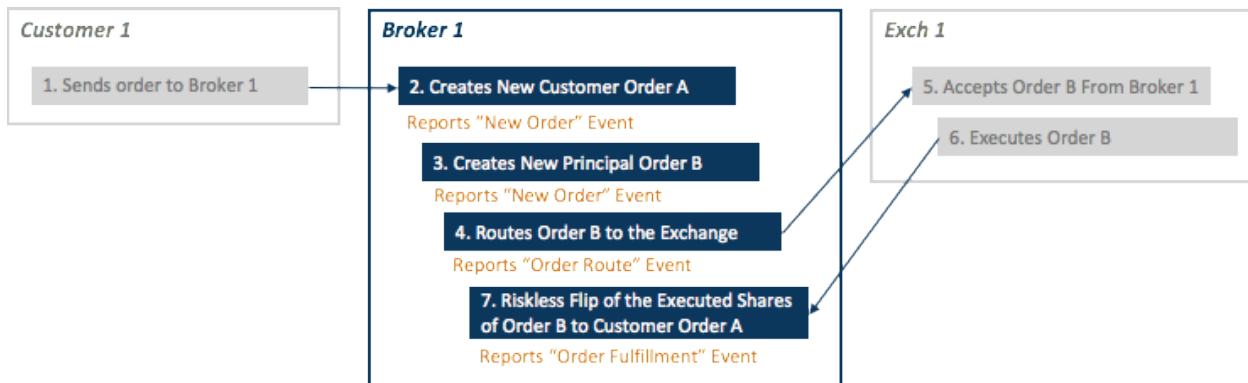 Customer 1
1. Sends order to Broker 1
Broker 1
2. Creates New Customer Order A
Reports “New Order” Event
3. Creates New Principal Order B
Reports “New Order” Event
4. Routes Order B to the Exchange
Reports “Order Route” Event
7. Riskless Flip of the Executed Shares
of Order B to Customer Order A
Reports “Order Fulfillment” Event
Exch 1
5. Accepts Order B From Broker 1
6. Executes Order B